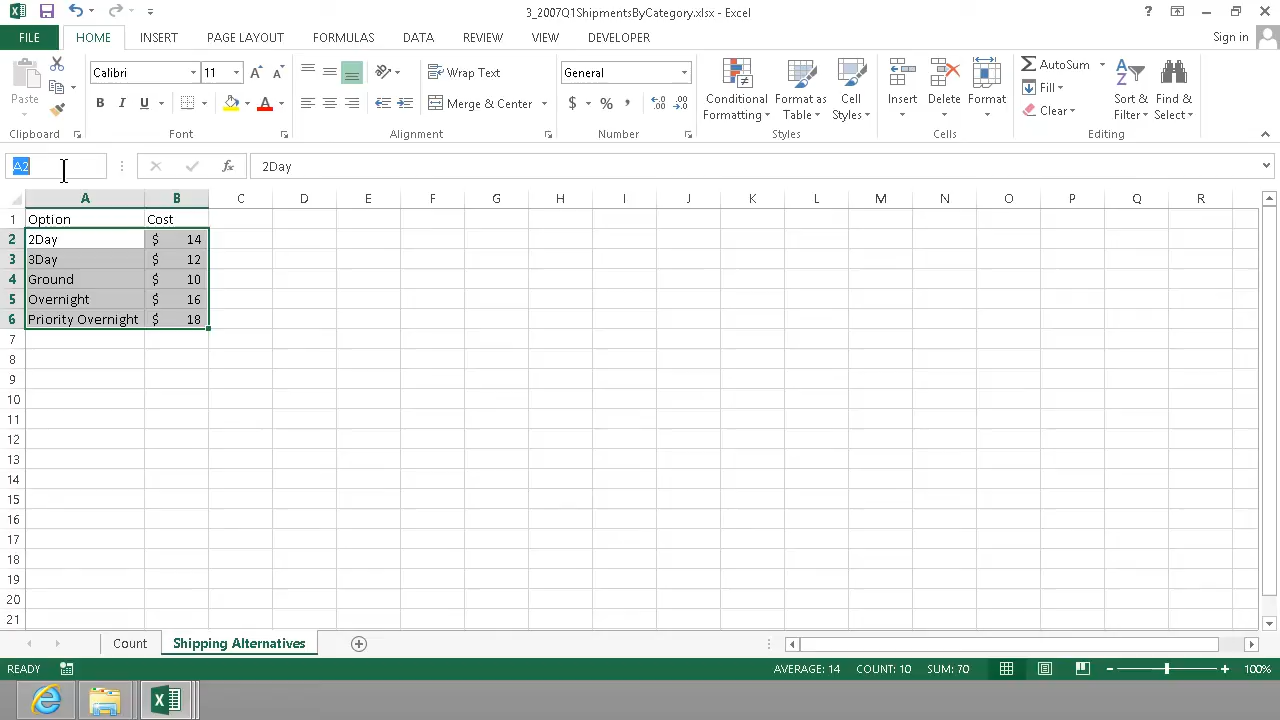 3_2007Q1ShipmentsByCategory.xlsx - Excel
?
FILE HOME INSERT PAGE LAYOUT FORMULAS DATA REVIEW VIEW DEVELOPER Sign in
Paste
Calibri 11
B I U A
Wrap Text
Merge & Center
General
$ % ,
Conditional Formatting
Format as Table
Cell Styles
Insert Delete Format
AutoSum
Fill
Clear
Sort & Filter
Find & Select
Clipboard Font Alignment Number Styles Cells Editing
A2 fx 2Day
A B C D E F G H I J K L M N O P Q R
1 Option Cost
2 2Day $ 14
3 3Day $ 12
4 Ground $ 10
5 Overnight $ 16
6 Priority Overnight $ 18
7
8
9
10
11
12
13
14
15
16
17
18
19
20
21
Count Shipping Alternatives
READY AVERAGE: 14 COUNT: 10 SUM: 70 100%